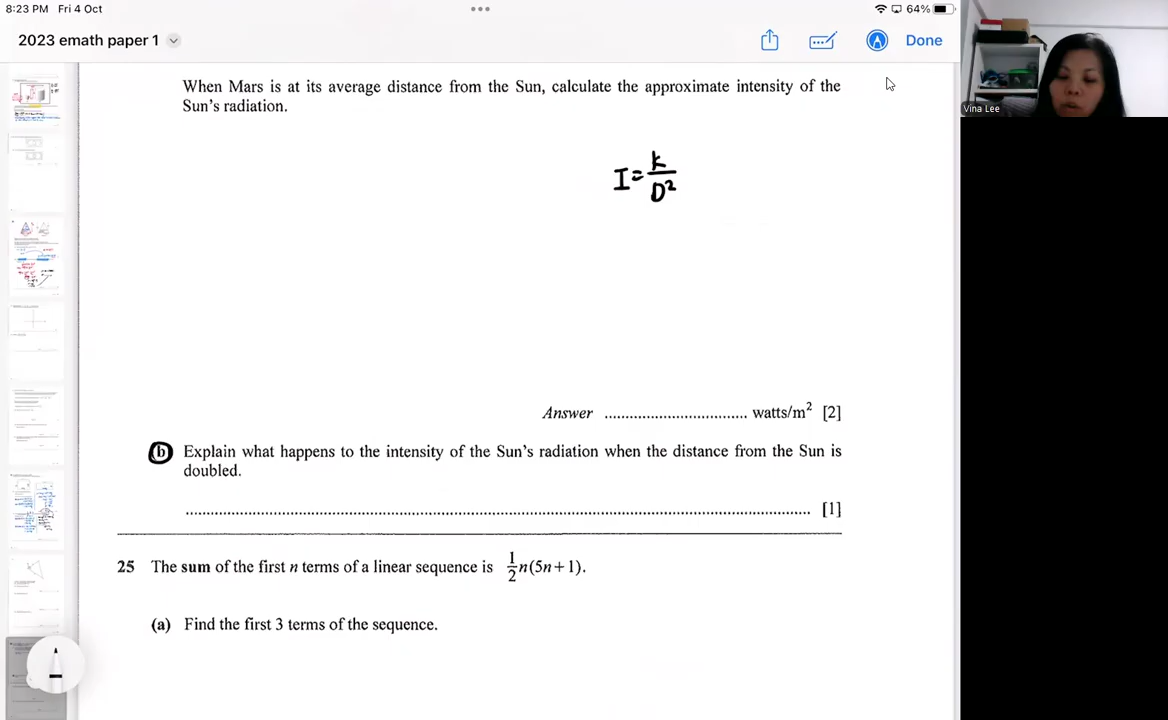 8:23 PM Fri 4 Oct
64%
2023 emath paper 1
Done
When Mars is at its average distance from the Sun, calculate the approximate intensity of the
Sun's radiation.
Vina Lee
I = k/D²
Answer ................................. watts/m² [2]
(b) Explain what happens to the intensity of the Sun's radiation when the distance from the Sun is
doubled.
................................................................................ [1]
25 The sum of the first n terms of a linear sequence is 1/2 n(5n+1).
(a) Find the first 3 terms of the sequence.